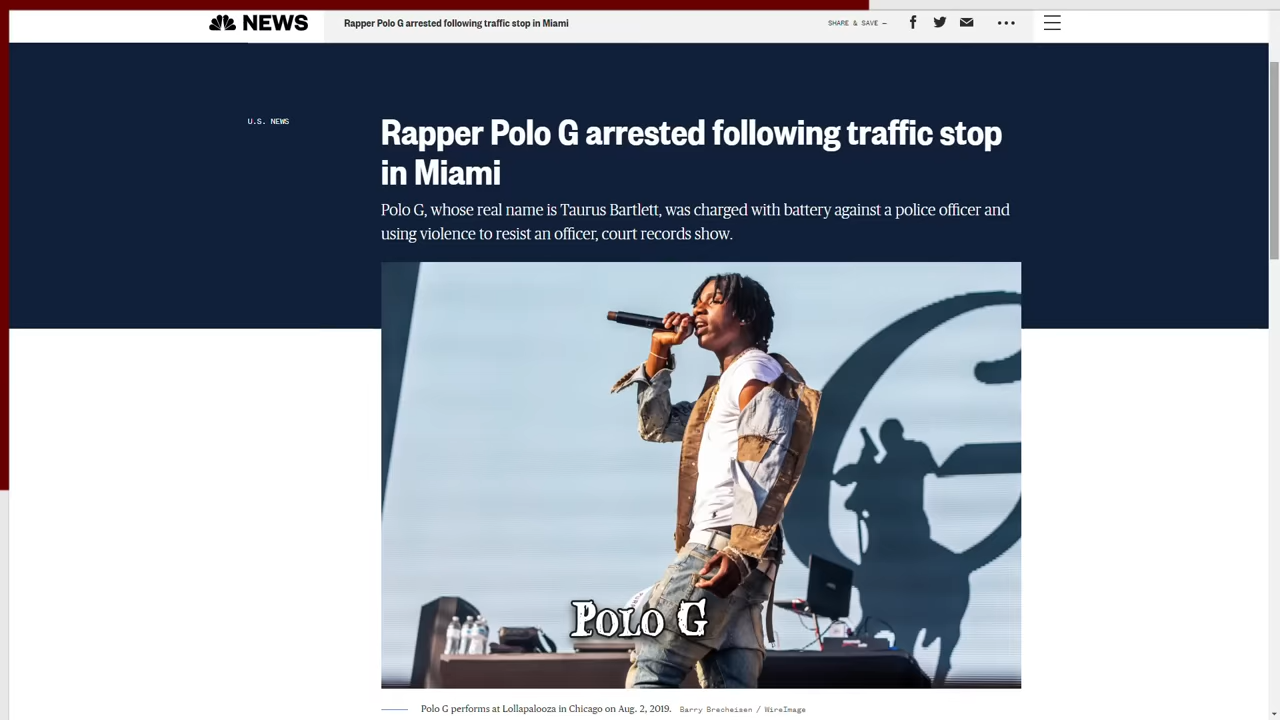 NEWS
Rapper Polo G arrested following traffic stop in Miami
SHARE & SAVE —
U.S. NEWS
Rapper Polo G arrested following traffic stop
in Miami
Polo G, whose real name is Taurus Bartlett, was charged with battery against a police officer and
using violence to resist an officer, court records show.
Polo G
Polo G performs at Lollapalooza in Chicago on Aug. 2, 2019. Barry Brecheisen / WireImage